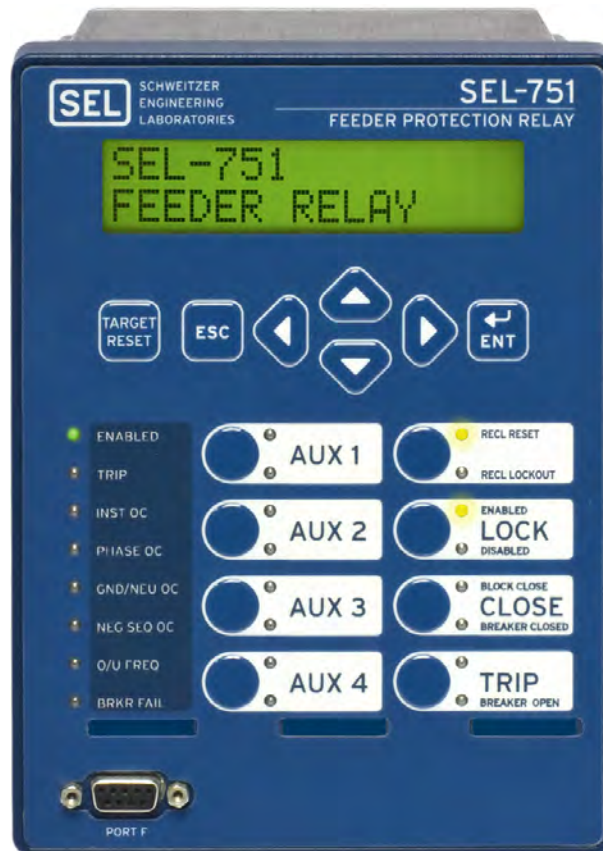 SEL
SCHWEITZER
ENGINEERING
LABORATORIES
SEL-751
FEEDER PROTECTION RELAY
SEL-751
FEEDER RELAY
TARGET
RESET
ESC
ENT
ENABLED
TRIP
INST OC
PHASE OC
GND/NEU OC
NEG SEQ OC
O/U FREQ
BRKR FAIL
AUX 1
AUX 2
AUX 3
AUX 4
RECL RESET
RECL LOCKOUT
ENABLED
LOCK
DISABLED
BLOCK CLOSE
CLOSE
BREAKER CLOSED
TRIP
BREAKER OPEN
PORT F